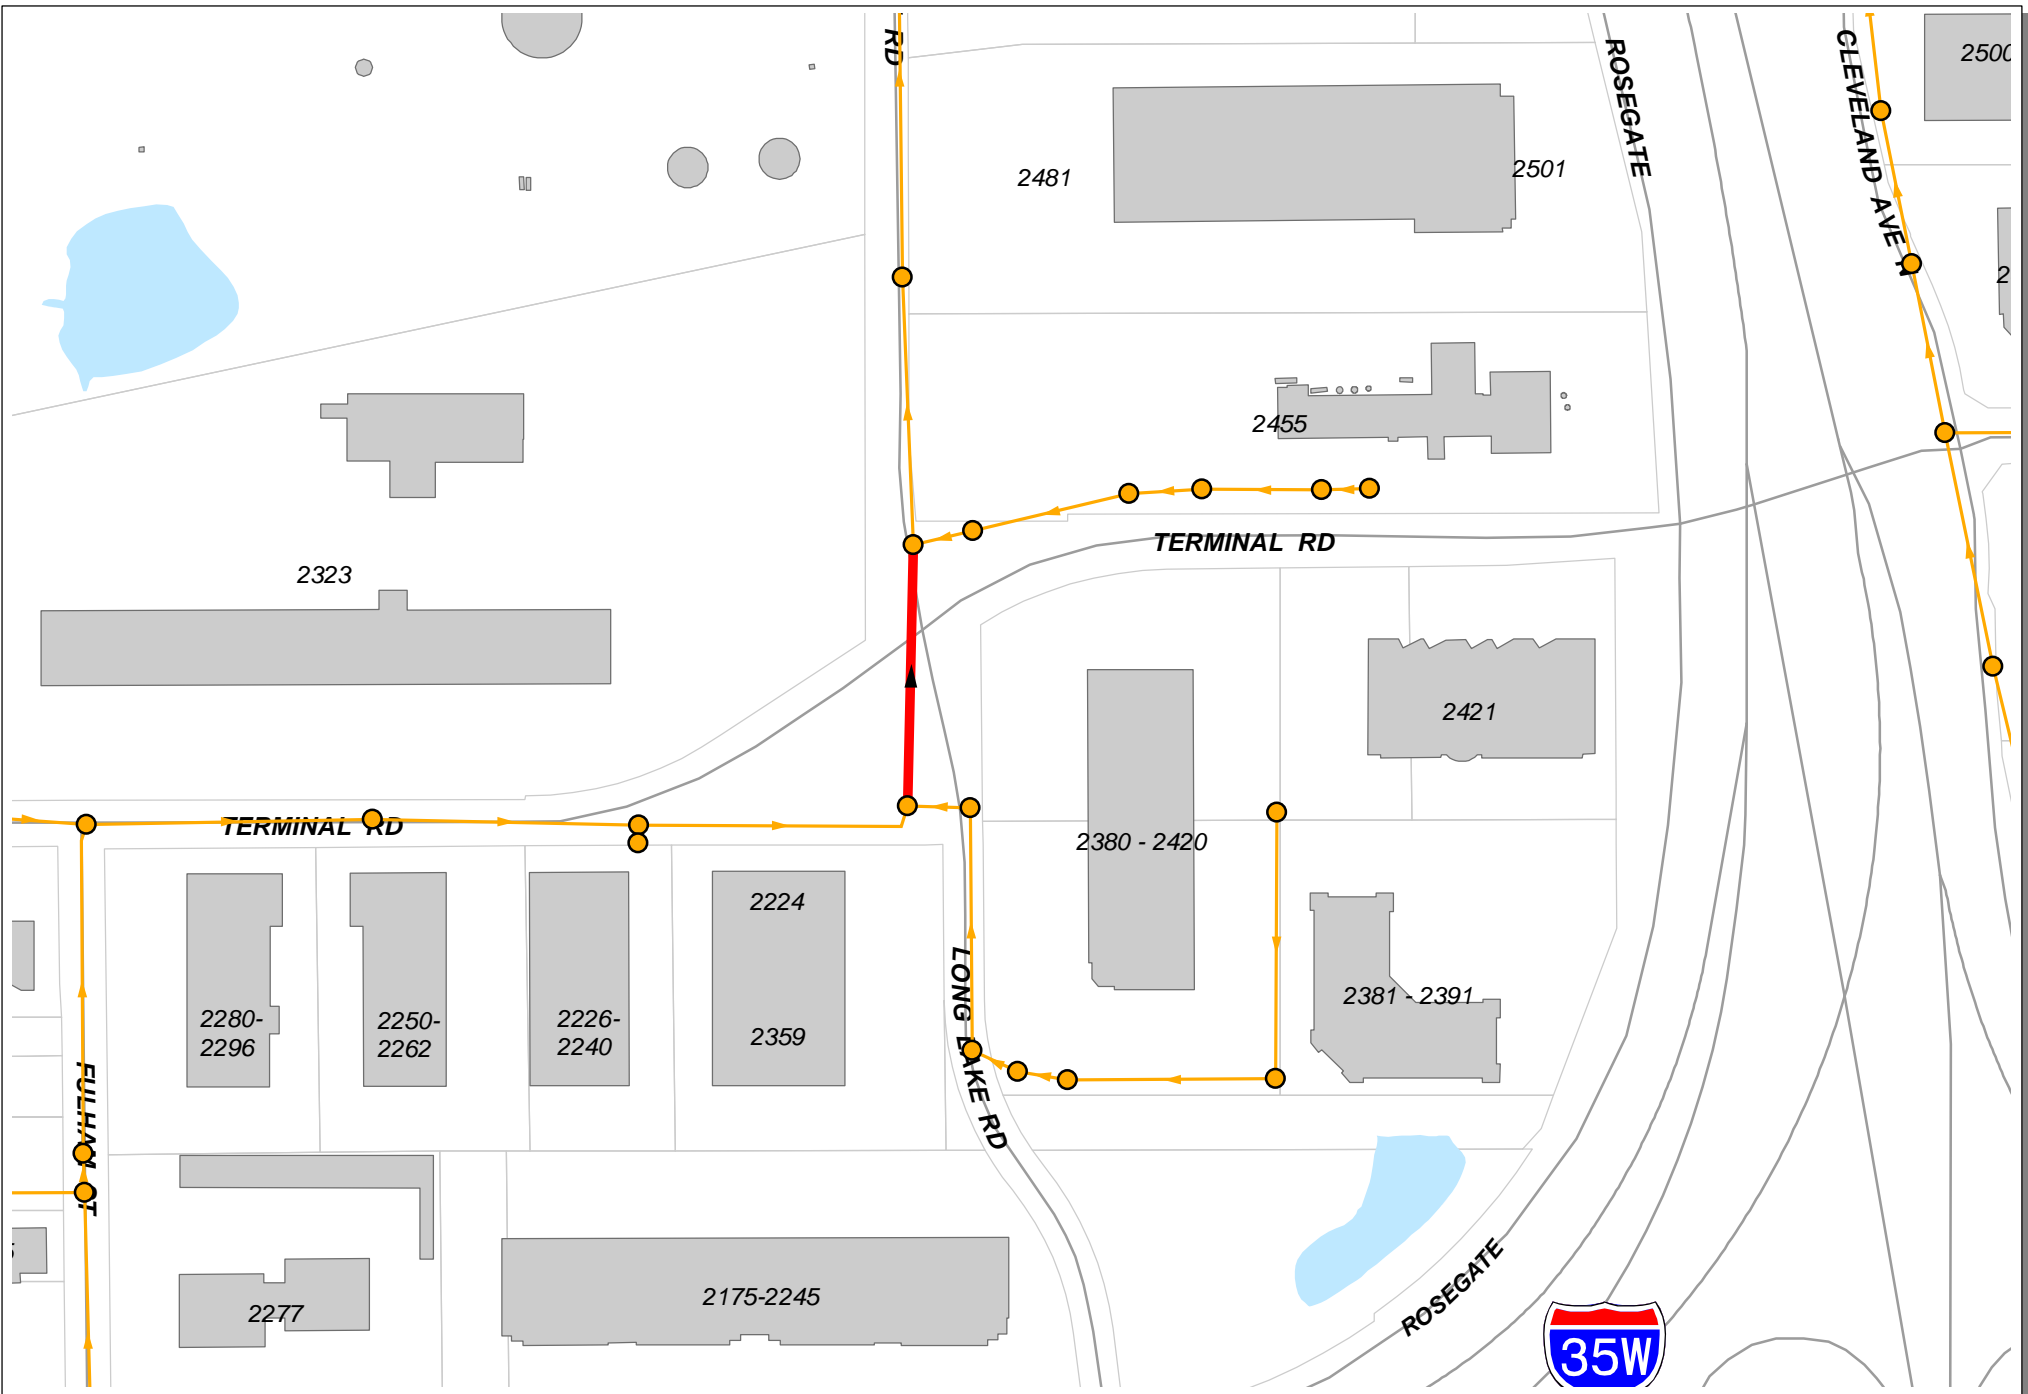 RD
ROSEGATE
CLEVELAND AVE
2500
2481
2501
2455
TERMINAL RD
2323
2421
TERMINAL RD
2380 - 2420
2224
LONG LAKE RD
2381 - 2391
2280-
2296
2250-
2262
2226-
2240
2359
FULHAM ST
2277
2175-2245
ROSEGATE
35W